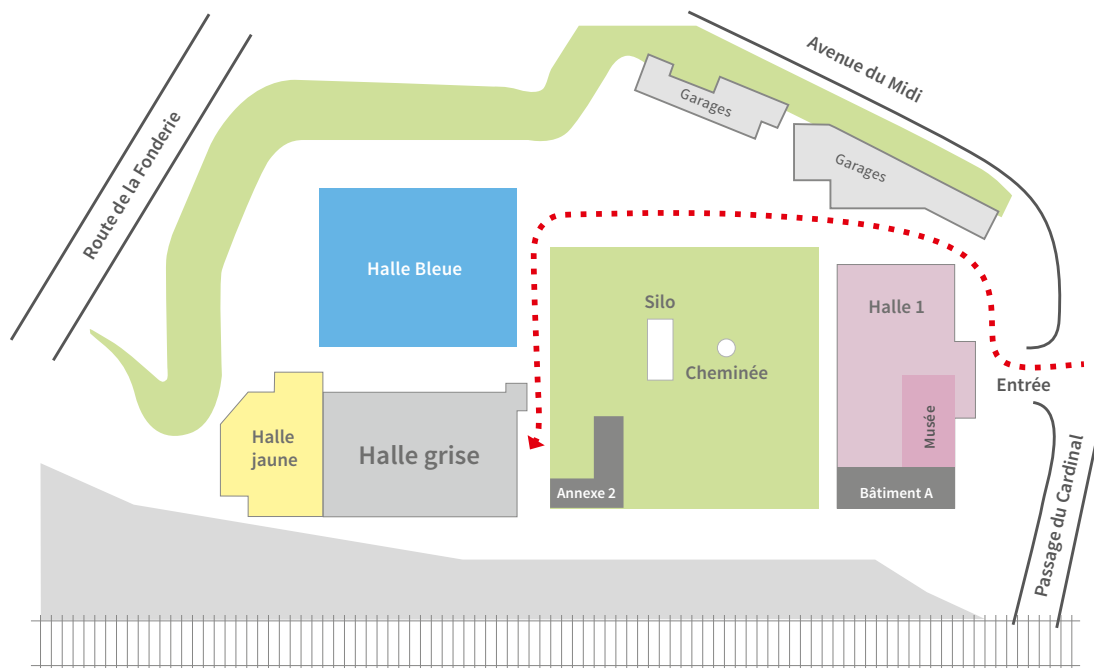 Avenue du Midi
Route de la Fonderie
Garages
Garages
Halle Bleue
Silo
Halle 1
Cheminée
Entrée
Musée
Halle
jaune
Halle grise
Annexe 2
Bâtiment A
Passage du Cardinal